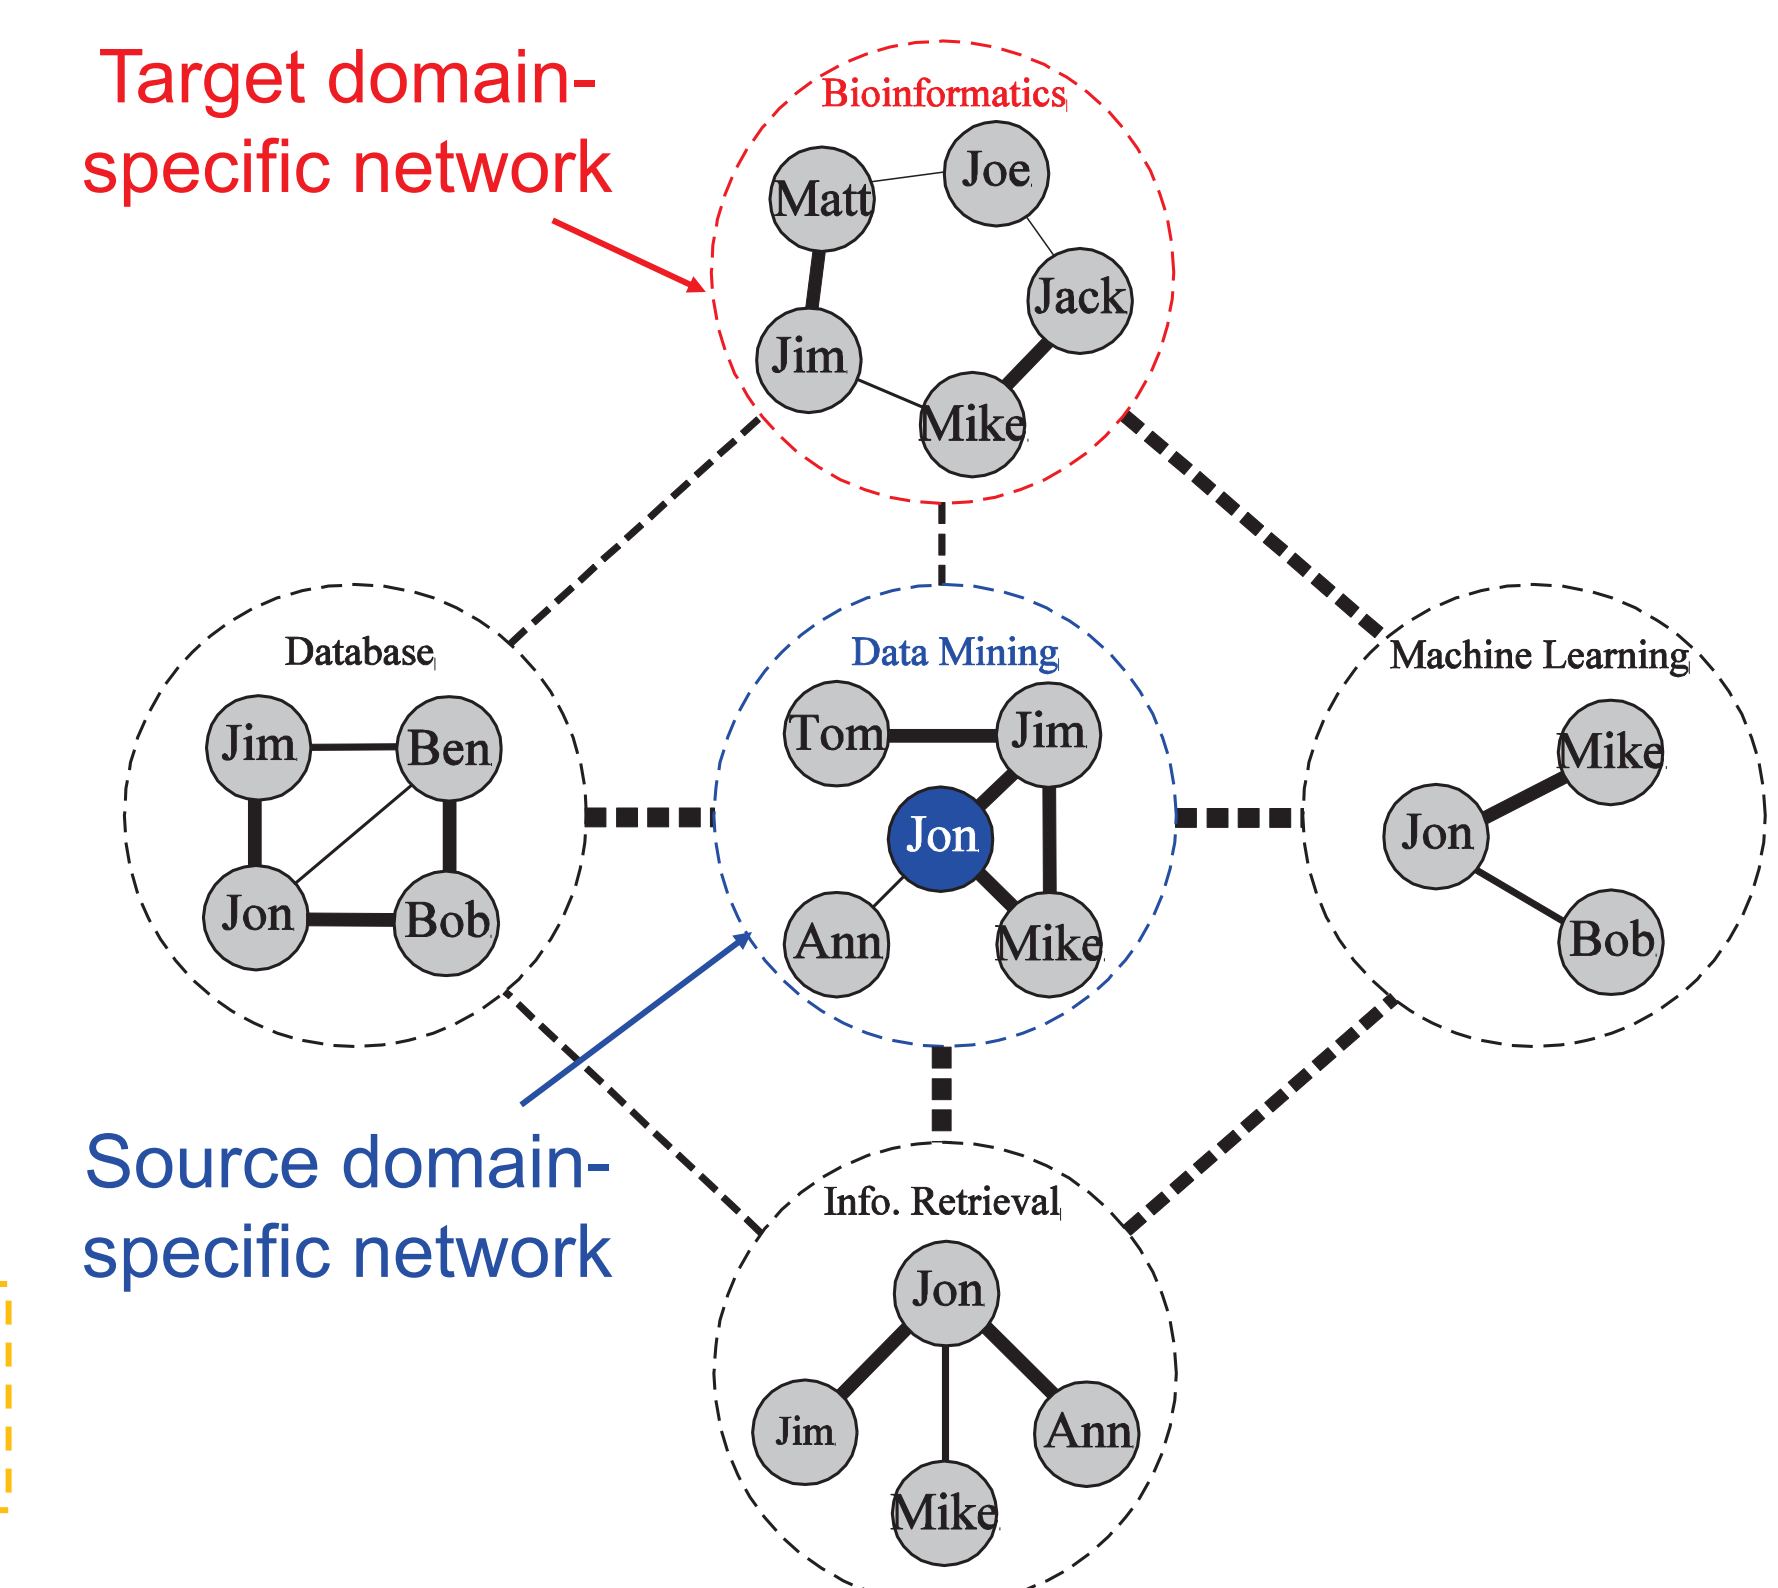 Target domain-
specific network
Bioinformatics
Matt
Joe
Jack
Jim
Mike
Database
Jim
Ben
Jon
Bob
Data Mining
Tom
Jim
Jon
Ann
Mike
Machine Learning
Mike
Jon
Bob
Source domain-
specific network
Info. Retrieval
Jon
Jim
Ann
Mike